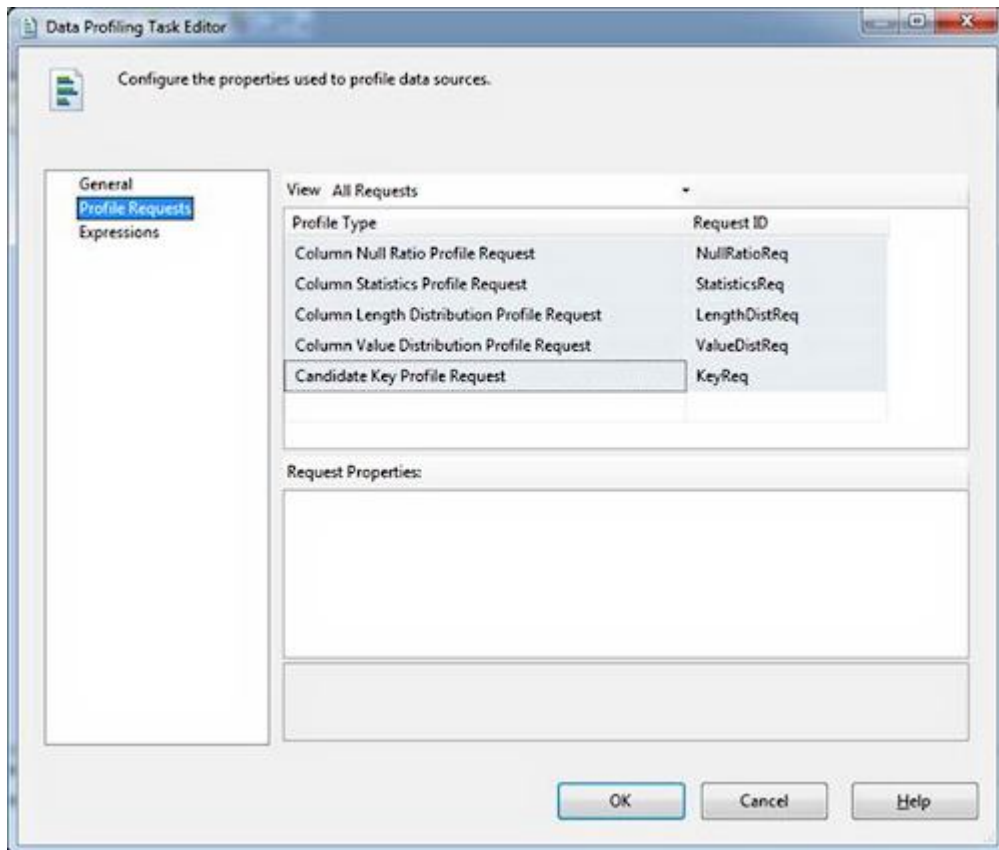 Data Profiling Task Editor
Configure the properties used to profile data sources.
General
Profile Requests
Expressions
View All Requests
Profile Type Request ID
Column Null Ratio Profile Request NullRatioReq
Column Statistics Profile Request StatisticsReq
Column Length Distribution Profile Request LengthDistReq
Column Value Distribution Profile Request ValueDistReq
Candidate Key Profile Request KeyReq
Request Properties:
OK Cancel Help